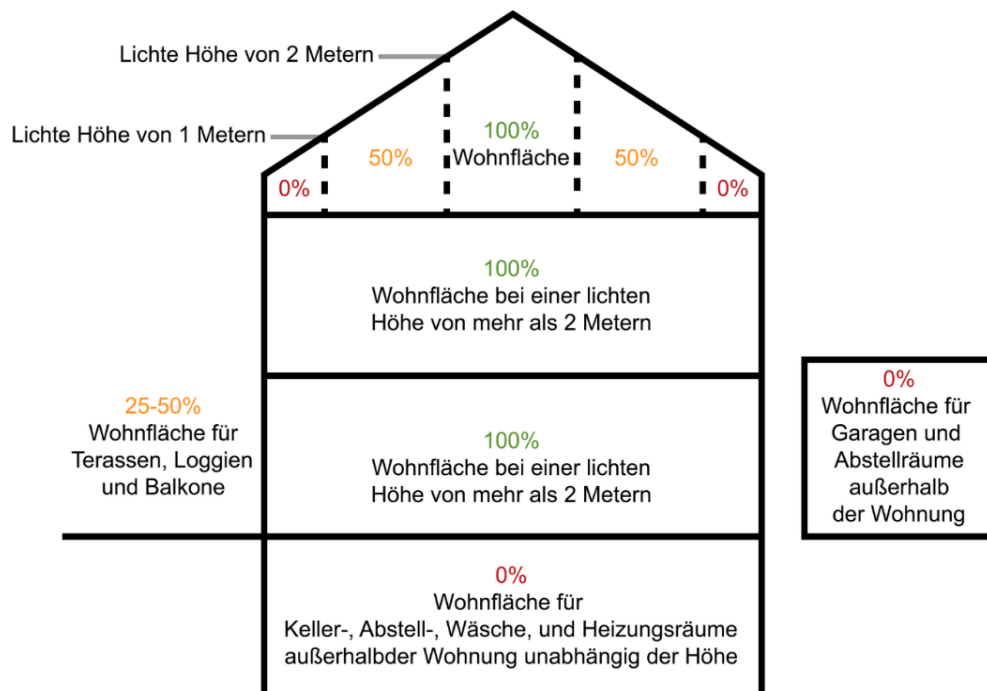 Lichte Höhe von 2 Metern
Lichte Höhe von 1 Metern
100%
Wohnfläche
50%
50%
0%
0%
100%
Wohnfläche bei einer lichten
Höhe von mehr als 2 Metern
25-50%
Wohnfläche für
Terassen, Loggien
und Balkone
100%
Wohnfläche bei einer lichten
Höhe von mehr als 2 Metern
0%
Wohnfläche für
Garagen und
Abstellräume
außerhalb
der Wohnung
0%
Wohnfläche für
Keller-, Abstell-, Wäsche, und Heizungsräume
außerhalbder Wohnung unabhängig der Höhe